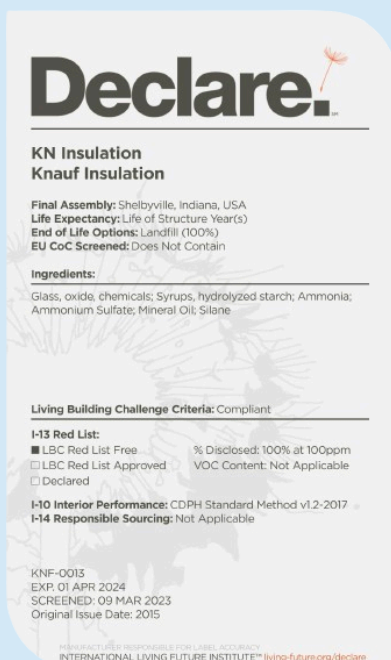 Declare.
KN Insulation
Knauf Insulation
Final Assembly: Shelbyville, Indiana, USA
Life Expectancy: Life of Structure Year(s)
End of Life Options: Landfill (100%)
EU CoC Screened: Does Not Contain
Ingredients:
Glass, oxide, chemicals; Syrups, hydrolyzed starch; Ammonia;
Ammonium Sulfate; Mineral Oil; Silane
Living Building Challenge Criteria: Compliant
I-13 Red List:
■ LBC Red List Free % Disclosed: 100% at 100ppm
□ LBC Red List Approved VOC Content: Not Applicable
□ Declared
I-10 Interior Performance: CDPH Standard Method v1.2-2017
I-14 Responsible Sourcing: Not Applicable
KNF-0013
EXP. 01 APR 2024
SCREENED: 09 MAR 2023
Original Issue Date: 2015
MANUFACTURER RESPONSIBLE FOR LABEL ACCURACY
INTERNATIONAL LIVING FUTURE INSTITUTE™ living-future.org/declare